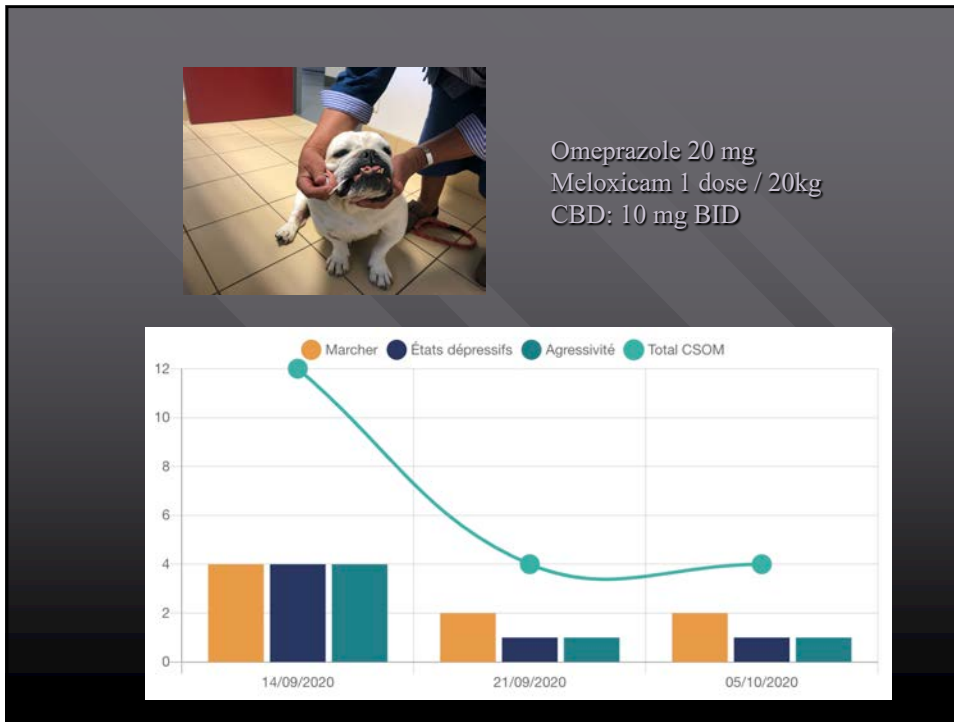 Omeprazole 20 mg
Meloxicam 1 dose / 20kg
CBD: 10 mg BID
Marcher États dépressifs Agressivité Total CSOM
12
10
8
6
4
2
0
14/09/2020 21/09/2020 05/10/2020